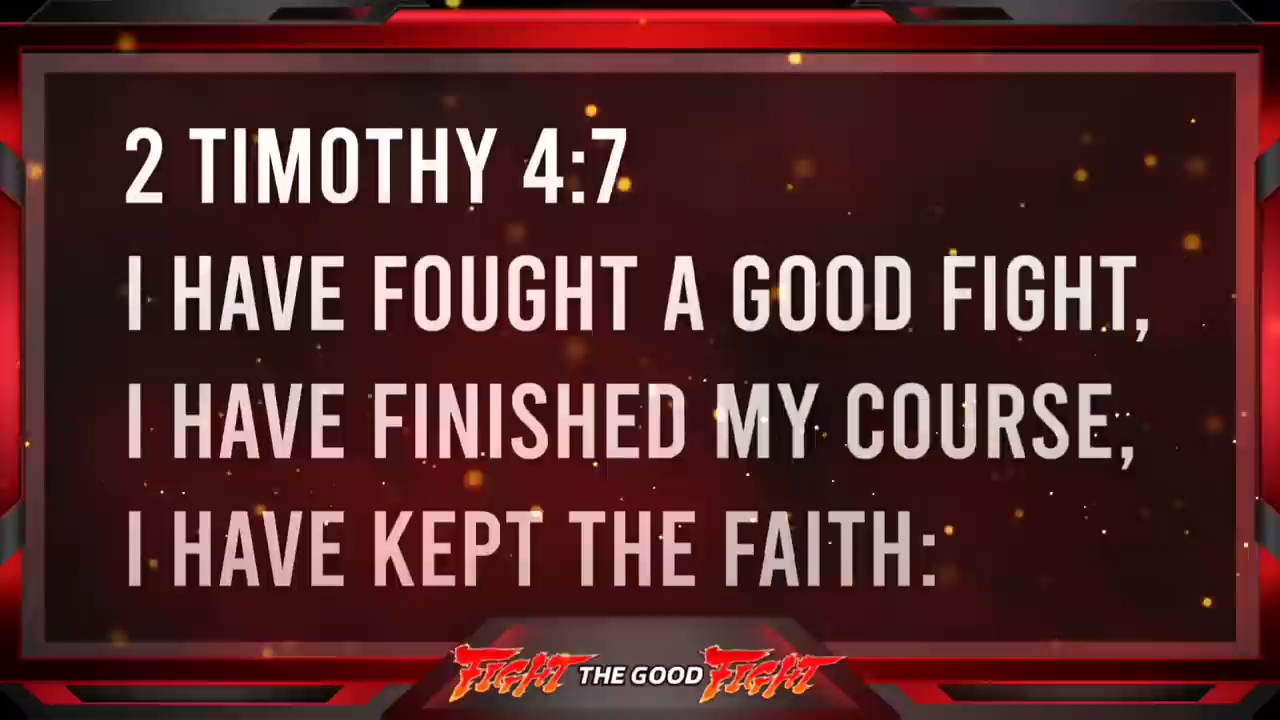 2 TIMOTHY 4:7
I HAVE FOUGHT A GOOD FIGHT,
I HAVE FINISHED MY COURSE,
I HAVE KEPT THE FAITH:
FIGHT THE GOOD FIGHT